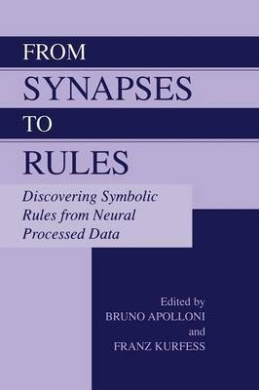 FROM
SYNAPSES
TO
RULES
Discovering Symbolic
Rules from Neural
Processed Data
Edited by
BRUNO APOLLONI
and
FRANZ KURFESS